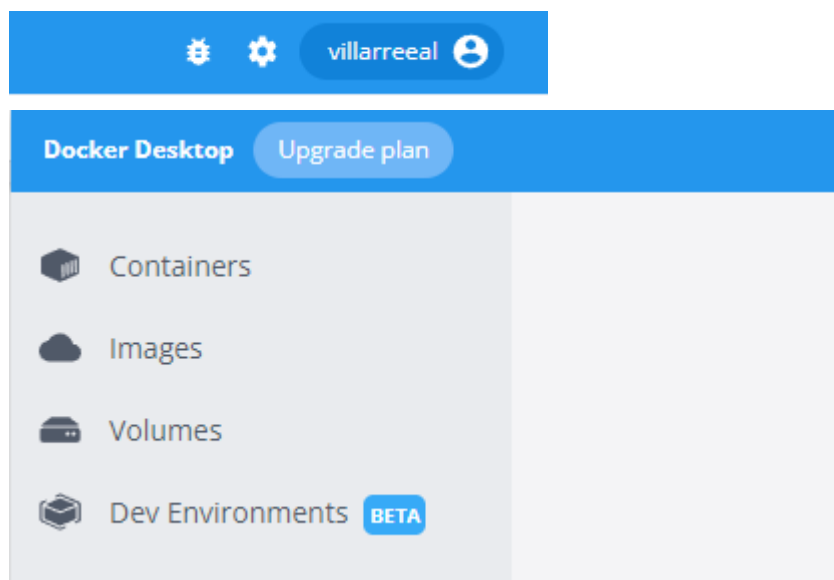 villarreeal
Docker Desktop Upgrade plan
Containers
Images
Volumes
Dev Environments BETA